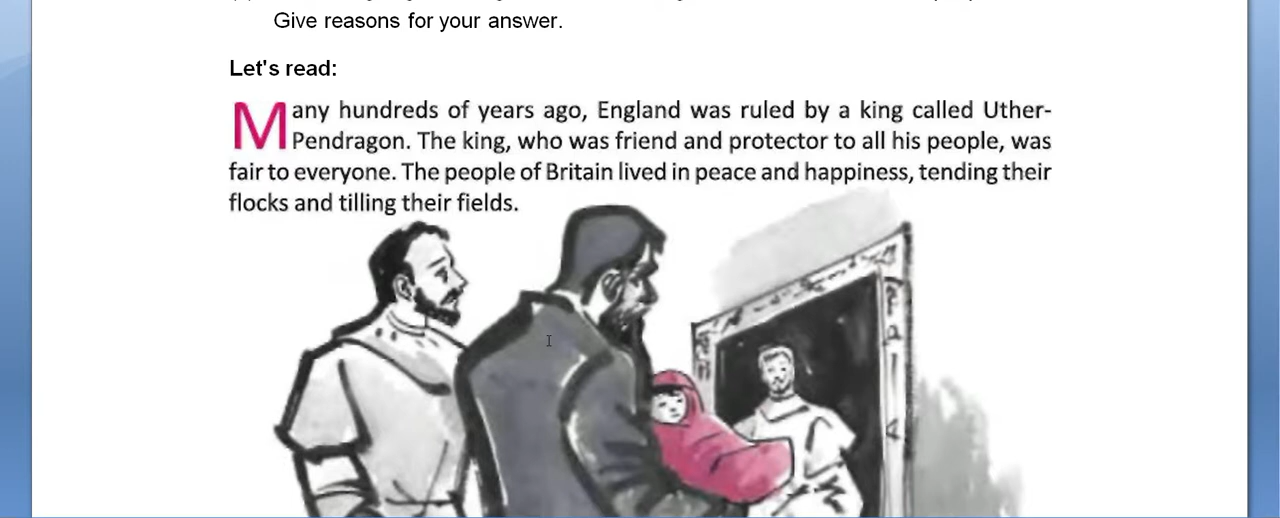 Give reasons for your answer.
Let's read:
Many hundreds of years ago, England was ruled by a king called Uther-
Pendragon. The king, who was friend and protector to all his people, was
fair to everyone. The people of Britain lived in peace and happiness, tending their
flocks and tilling their fields.